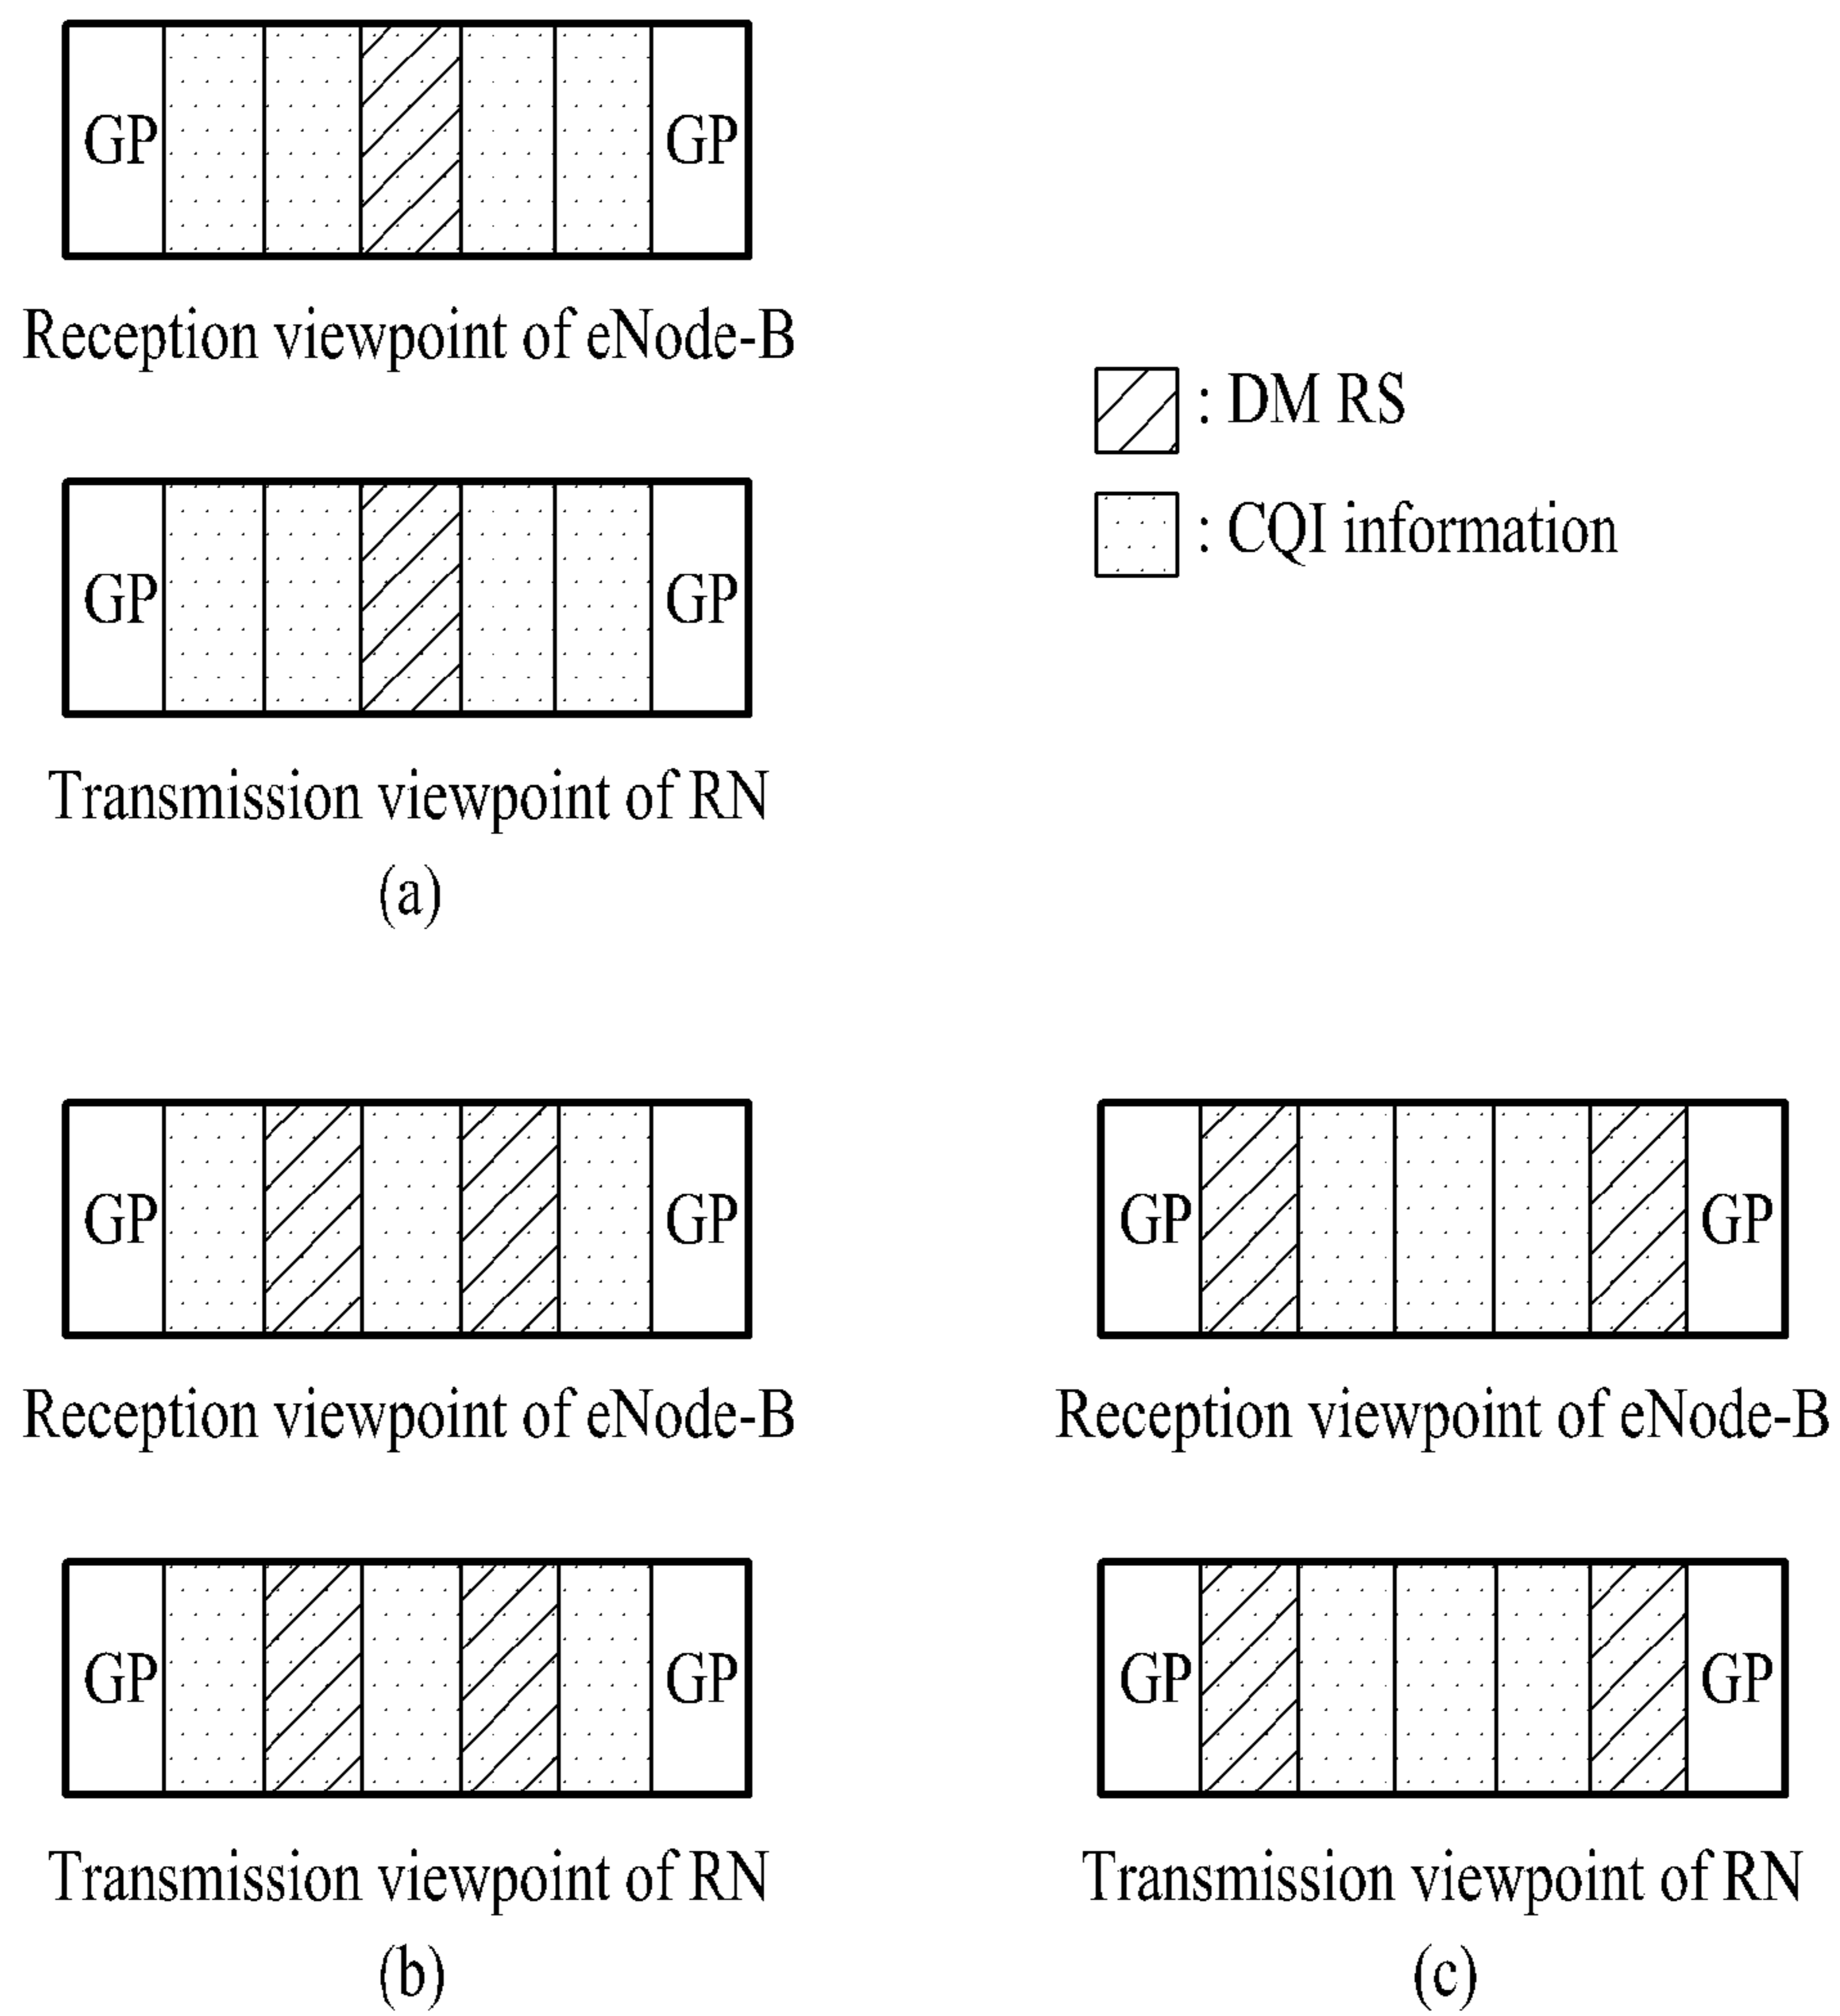 GP GP
Reception viewpoint of eNode-B
: DM RS
: CQI information
GP GP
Transmission viewpoint of RN
(a)
GP GP
Reception viewpoint of eNode-B
GP GP
Transmission viewpoint of RN
(b)
GP GP
Reception viewpoint of eNode-B
GP GP
Transmission viewpoint of RN
(c)